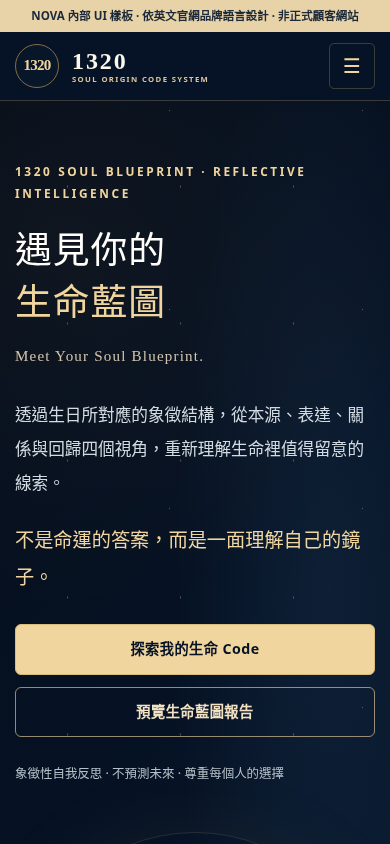 NOVA 內部 UI 樣板 · 依英文官網品牌語言設計 · 非正式顧客網站
1320
1320
SOUL ORIGIN CODE SYSTEM
☰
1320 SOUL BLUEPRINT · REFLECTIVE
INTELLIGENCE
遇見你的
生命藍圖
Meet Your Soul Blueprint.
透過生日所對應的象徵結構，從本源、表達、關
係與回歸四個視角，重新理解生命裡值得留意的
線索。
不是命運的答案，而是一面理解自己的鏡
子。
探索我的生命 Code
預覽生命藍圖報告
象徵性自我反思 · 不預測未來 · 尊重每個人的選擇